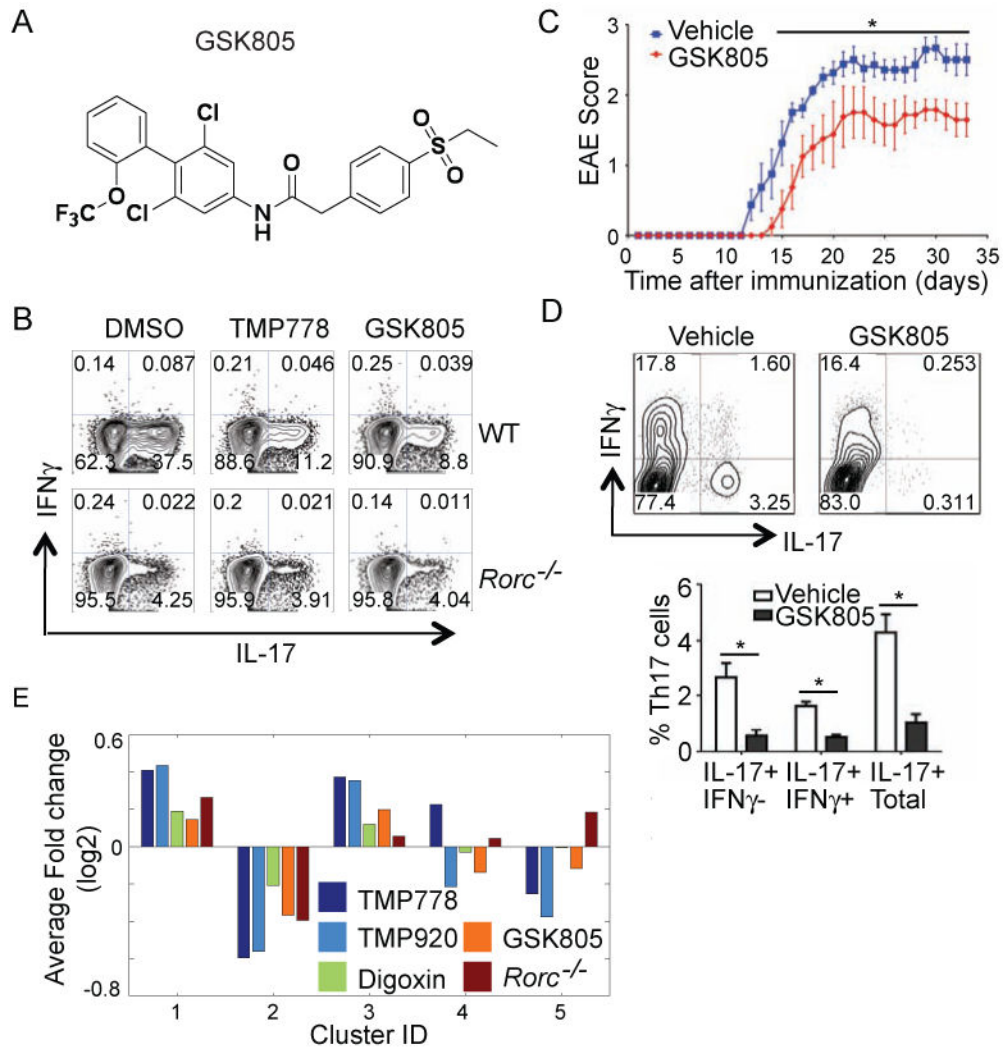 A
GSK805
Cl
O
F3C
Cl
N
H
O
S
O
O
B
DMSO
TMP778
GSK805
0.14 0.087
0.21 0.046
0.25 0.039
62.3 37.5
88.6 11.2
90.9 8.8
WT
0.24 0.022
0.2 0.021
0.14 0.011
95.5 4.25
95.9 3.91
95.8 4.04
Rorc-/-
IFNγ
IL-17
C
Vehicle
GSK805
*
EAE Score
3
2
1
0
0 5 10 15 20 25 30 35
Time after immunization (days)
D
Vehicle
GSK805
17.8 1.60
16.4 0.253
77.4 3.25
83.0 0.311
IFNγ
IL-17
% Th17 cells
6
4
2
0
Vehicle
GSK805
*
*
*
IL-17+ IL-17+ IL-17+
IFNγ- IFNγ+ Total
E
Average Fold change
(log2)
0.6
0
-0.8
TMP778
TMP920
Digoxin
GSK805
Rorc-/-
1 2 3 4 5
Cluster ID